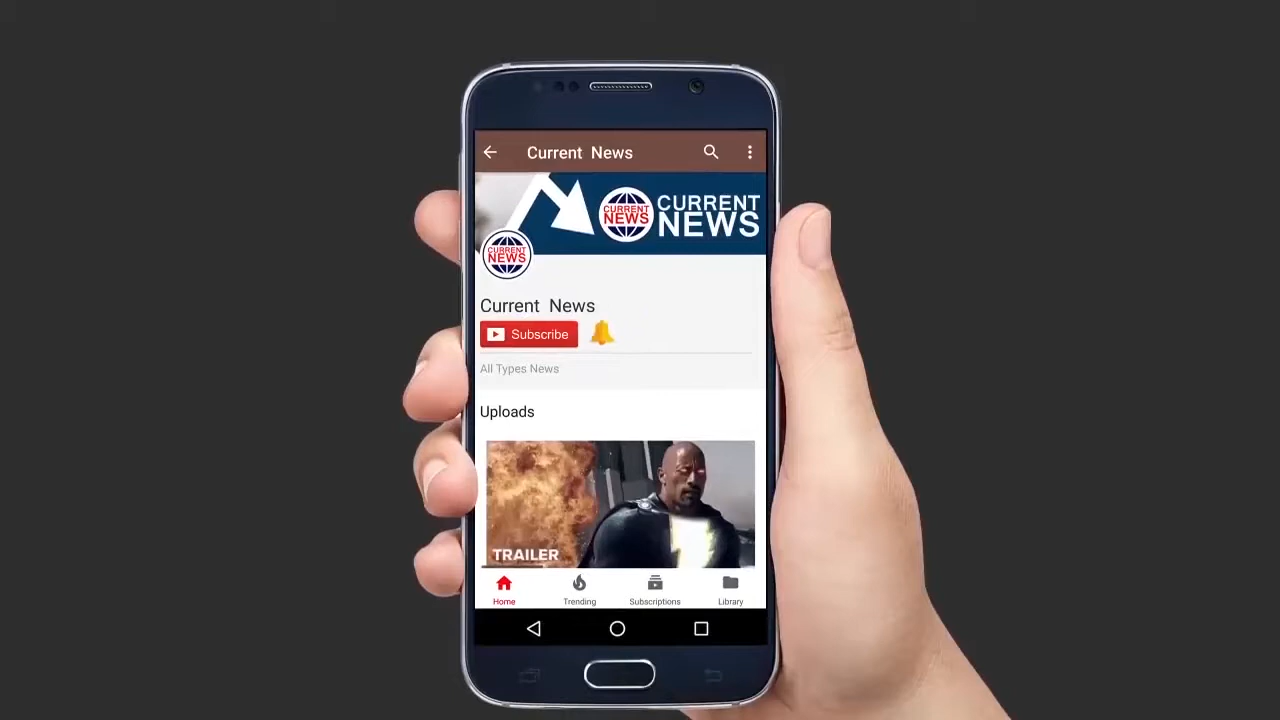 Current News
CURRENT
NEWS
CURRENT
NEWS
CURRENT
NEWS
Current News
Subscribe
All Types News
Uploads
TRAILER
Home
Trending
Subscriptions
Library